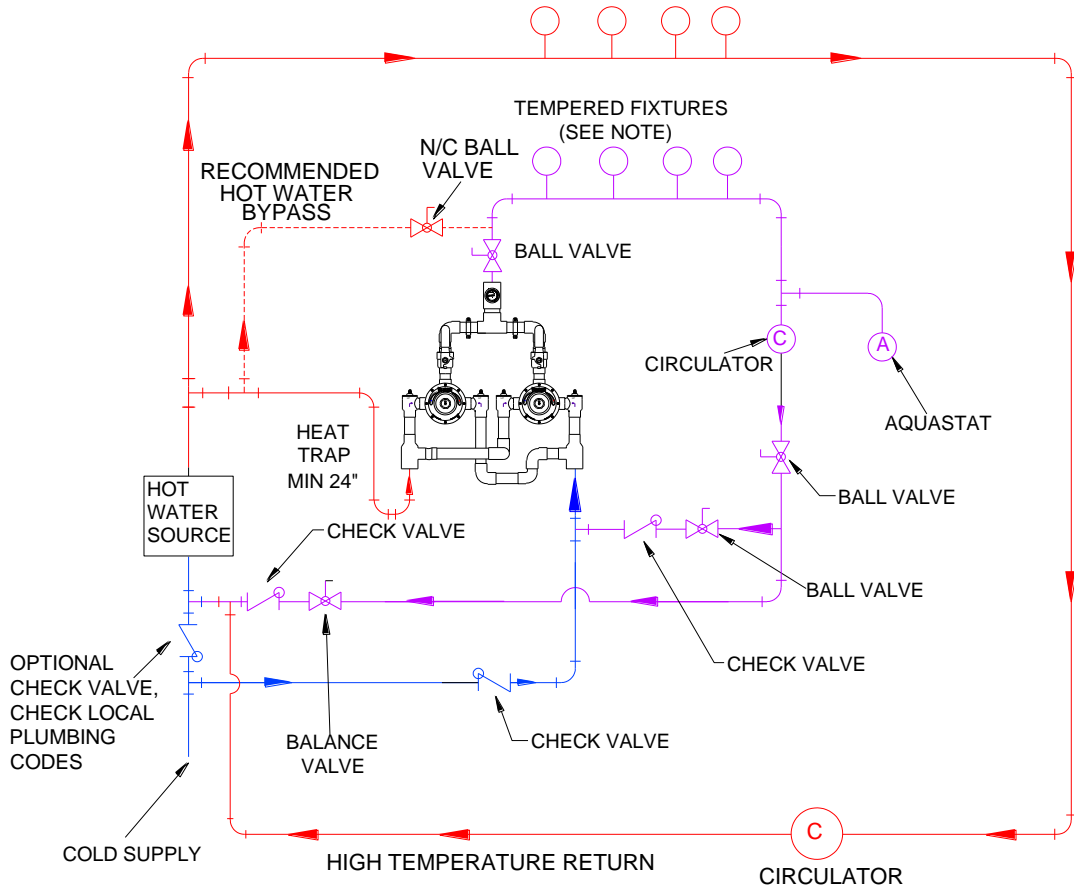 TEMPERED FIXTURES
(SEE NOTE)
N/C BALL
VALVE
RECOMMENDED
HOT WATER
BYPASS
BALL VALVE
C
CIRCULATOR
A
AQUASTAT
HEAT
TRAP
MIN 24"
HOT
WATER
SOURCE
BALL VALVE
CHECK VALVE
BALL VALVE
CHECK VALVE
OPTIONAL
CHECK VALVE,
CHECK LOCAL
PLUMBING
CODES
BALANCE
VALVE
CHECK VALVE
COLD SUPPLY
HIGH TEMPERATURE RETURN
C
CIRCULATOR